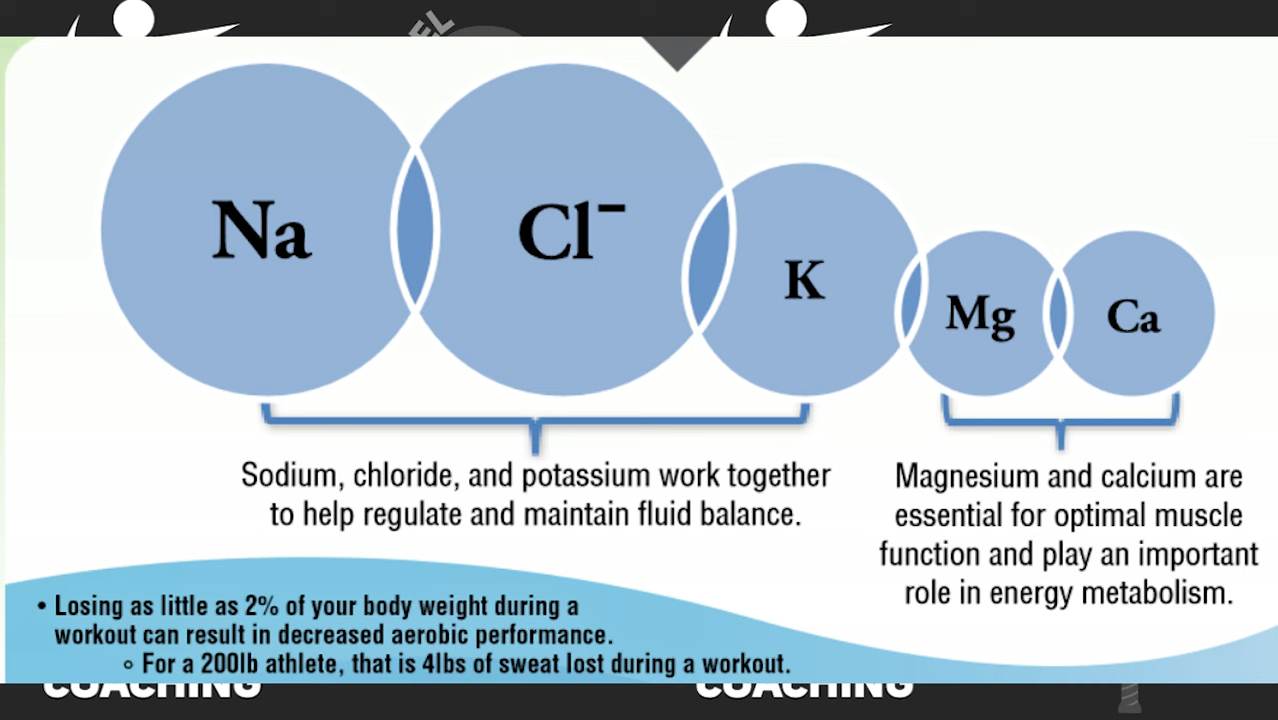 EL
Na
Cl⁻
K
Mg
Ca
Sodium, chloride, and potassium work together
to help regulate and maintain fluid balance.
Magnesium and calcium are
essential for optimal muscle
function and play an important
role in energy metabolism.
• Losing as little as 2% of your body weight during a
workout can result in decreased aerobic performance.
◦ For a 200lb athlete, that is 4lbs of sweat lost during a workout.
COACHING
COACHING